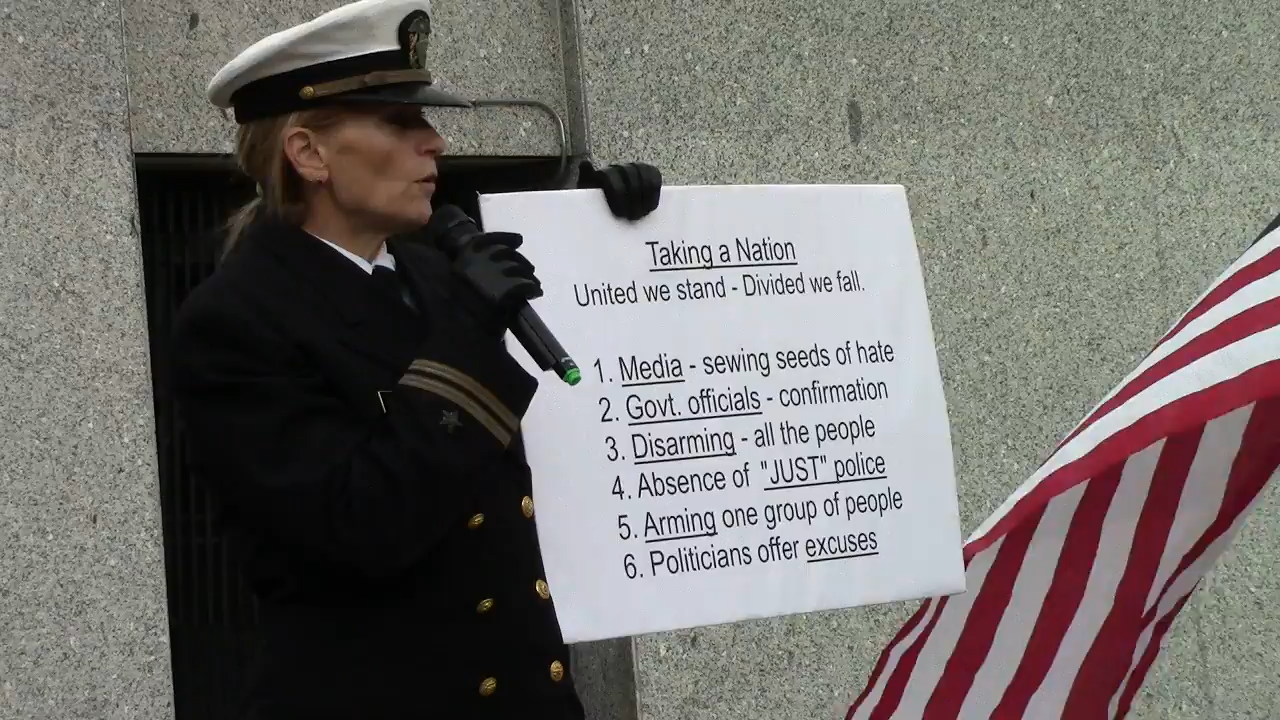 Taking a Nation
United we stand - Divided we fall.
1. Media - sewing seeds of hate
2. Govt. officials - confirmation
3. Disarming - all the people
4. Absence of "JUST" police
5. Arming one group of people
6. Politicians offer excuses